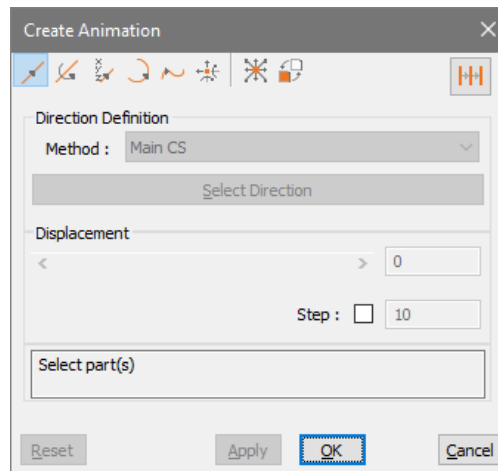 Create Animation
Direction Definition
Method : Main CS
Select Direction
Displacement
0
Step : 10
Select part(s)
Reset Apply OK Cancel